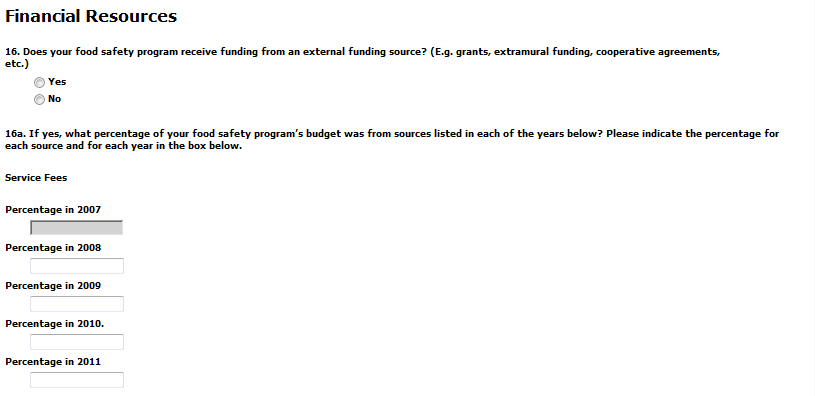 Financial Resources
16. Does your food safety program receive funding from an external funding source? (E.g. grants, extramural funding, cooperative agreements,
etc.)
Yes
No
16a. If yes, what percentage of your food safety program's budget was from sources listed in each of the years below? Please indicate the percentage for
each source and for each year in the box below.
Service Fees
Percentage in 2007
Percentage in 2008
Percentage in 2009
Percentage in 2010.
Percentage in 2011